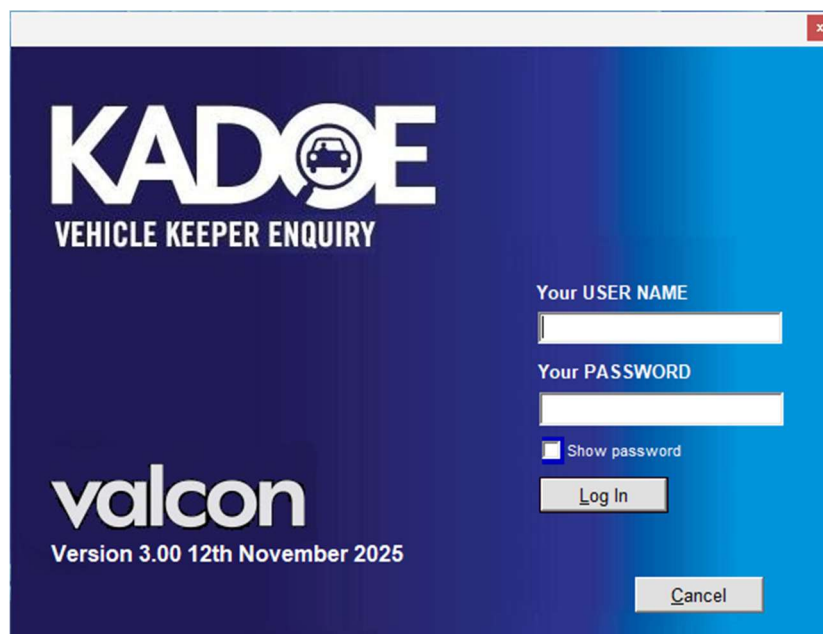 x
KADOE
VEHICLE KEEPER ENQUIRY
Your USER NAME
Your PASSWORD
Show password
Log In
valcon
Version 3.00 12th November 2025
Cancel